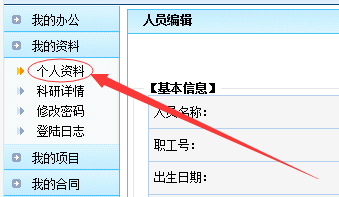 我的办公
我的资料
个人资料
科研详情
修改密码
登陆日志
我的项目
我的合同
人员编辑
【基本信息】
人员名称：
职工号：
出生日期：